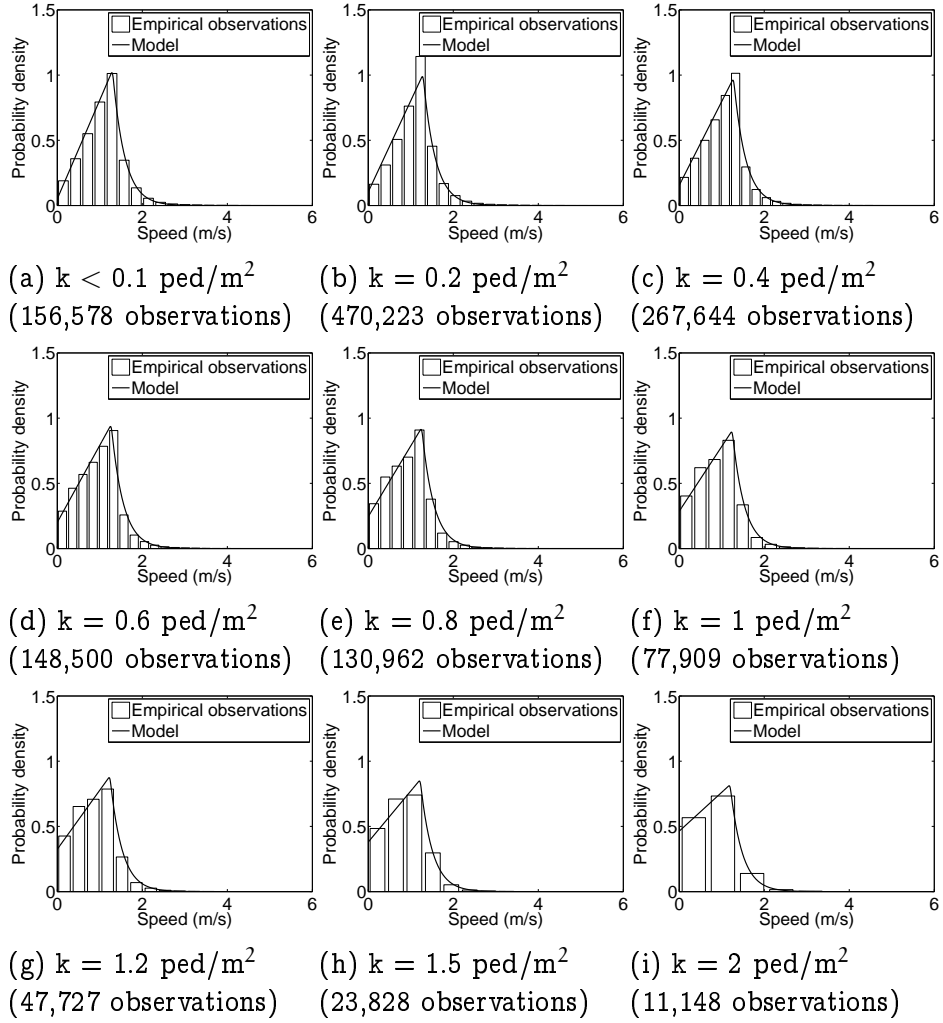 1.5
1
0.5
0
Probability density
Empirical observations
Model
0 2 4 6
Speed (m/s)
1.5
1
0.5
0
Probability density
Empirical observations
Model
0 2 4 6
Speed (m/s)
1.5
1
0.5
0
Probability density
Empirical observations
Model
0 2 4 6
Speed (m/s)
(a) k < 0.1 ped/m²
(156,578 observations)
(b) k = 0.2 ped/m²
(470,223 observations)
(c) k = 0.4 ped/m²
(267,644 observations)
1.5
1
0.5
0
Probability density
Empirical observations
Model
0 2 4 6
Speed (m/s)
1.5
1
0.5
0
Probability density
Empirical observations
Model
0 2 4 6
Speed (m/s)
1.5
1
0.5
0
Probability density
Empirical observations
Model
0 2 4 6
Speed (m/s)
(d) k = 0.6 ped/m²
(148,500 observations)
(e) k = 0.8 ped/m²
(130,962 observations)
(f) k = 1 ped/m²
(77,909 observations)
1.5
1
0.5
0
Probability density
Empirical observations
Model
0 2 4 6
Speed (m/s)
1.5
1
0.5
0
Probability density
Empirical observations
Model
0 2 4 6
Speed (m/s)
1.5
1
0.5
0
Probability density
Empirical observations
Model
0 2 4 6
Speed (m/s)
(g) k = 1.2 ped/m²
(47,727 observations)
(h) k = 1.5 ped/m²
(23,828 observations)
(i) k = 2 ped/m²
(11,148 observations)